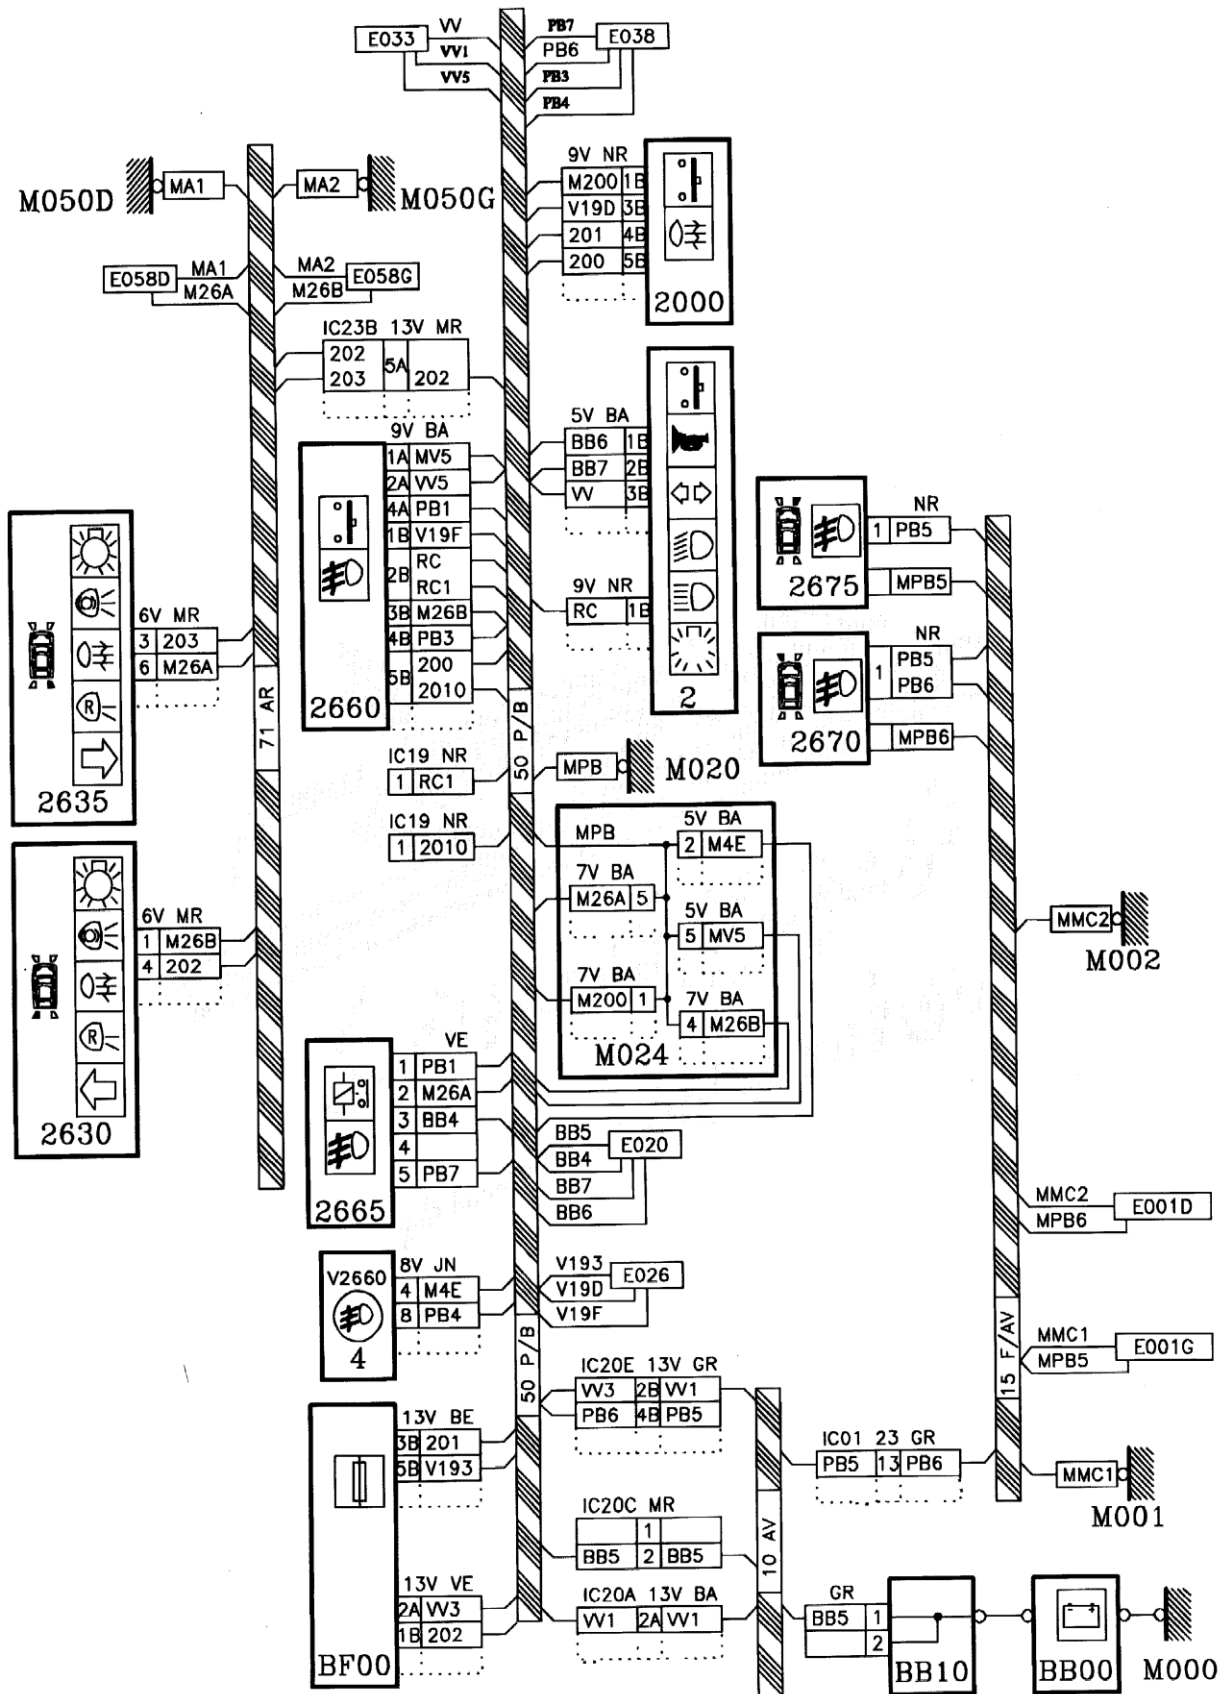 VV
PB7
E033
E038
VV1
PB6
VV5
PB3
PB4
9V NR
M200 1B
V19D 3B
201 4B
200 5B
2000
M050D
MA1
MA2
M050G
E058D
MA1
M26A
MA2
M26B
E058G
IC23B 13V MR
202
203
5A
202
5V BA
BB6 1B
BB7 2B
VV 3B
9V NR
RC 1B
2
9V BA
1A MV5
2A VV5
4A PB1
1B V19F
2B RC
RC1
3B M26B
4B PB3
5B 200
2010
2660
NR
1 PB5
MPB5
2675
NR
1 PB5
PB6
MPB6
2670
6V MR
3 203
6 M26A
R
2635
71 AR
50 P/B
IC19 NR
1 RC1
MPB
M020
IC19 NR
1 2010
MPB
5V BA
2 M4E
7V BA
M26A 5
5V BA
5 MV5
7V BA
M200 1
7V BA
4 M26B
M024
6V MR
1 M26B
4 202
R
2630
MMC2
M002
VE
1 PB1
2 M26A
3 BB4
4
5 PB7
2665
BB5
BB4
BB7
BB6
E020
MMC2
MPB6
E001D
V2660
8V JN
4 M4E
8 PB4
4
V193
V19D
V19F
E026
50 P/B
15 F/AV
MMC1
MPB5
E001G
IC20E 13V GR
VV3 2B VV1
PB6 4B PB5
13V BE
3B 201
5B V193
IC01 23 GR
PB5 13 PB6
MMC1
M001
IC20C MR
1
BB5 2 BB5
10 AV
13V VE
2A VV3
1B 202
BF00
IC20A 13V BA
VV1 2A VV1
GR
BB5 1
2
BB10
BB00
M000